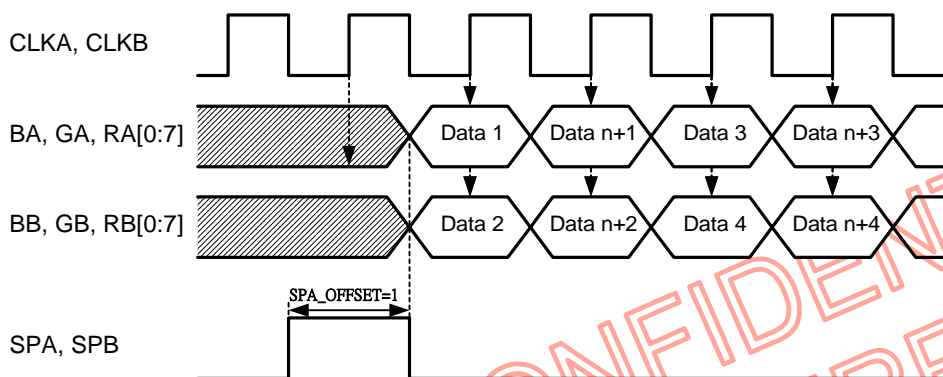 CLKA, CLKB
BA, GA, RA[0:7]
Data 1
Data n+1
Data 3
Data n+3
BB, GB, RB[0:7]
Data 2
Data n+2
Data 4
Data n+4
SPA_OFFSET=1
SPA, SPB
ONFIDENT